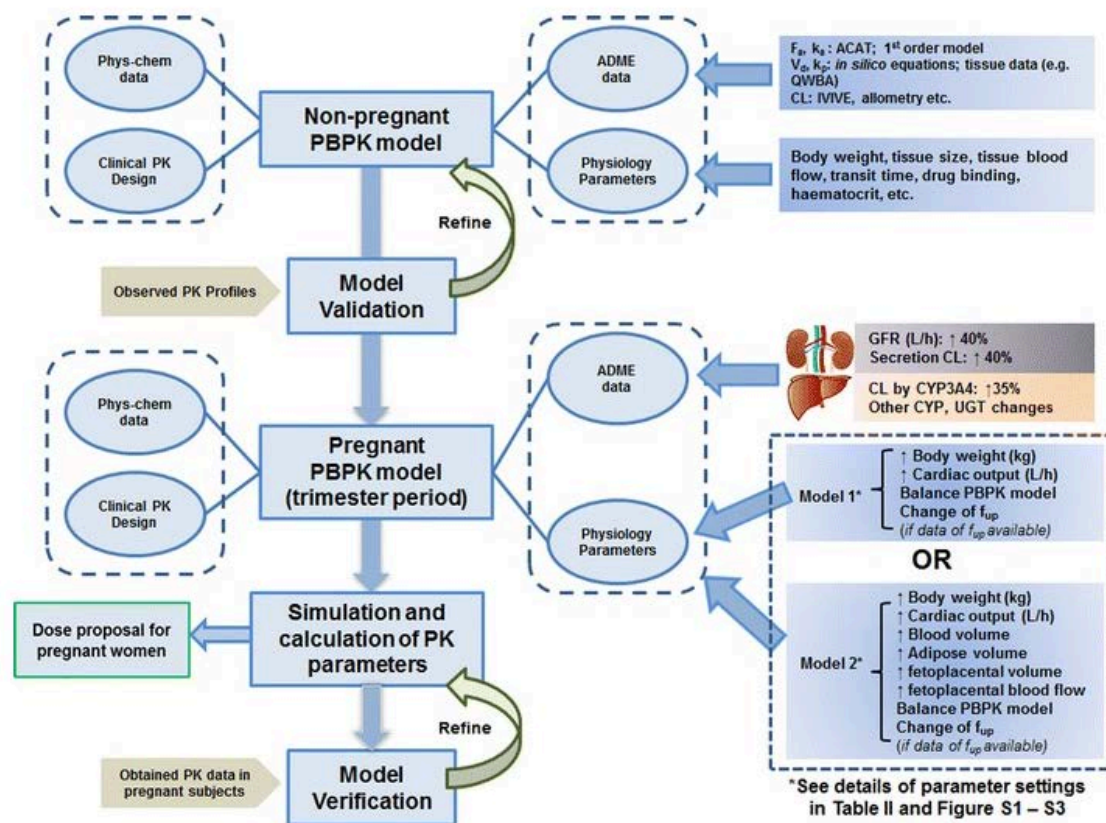 Phys-chem
data
Clinical PK
Design
Non-pregnant
PBPK model
ADME
data
Physiology
Parameters
Fa, ka : ACAT; 1st order model
Vd, kp: in silico equations; tissue data (e.g.
QWBA)
CL: IVIVE, allometry etc.
Body weight, tissue size, tissue blood
flow, transit time, drug binding,
haematocrit, etc.
Refine
Observed PK Profiles
Model
Validation
Phys-chem
data
Clinical PK
Design
Pregnant
PBPK model
(trimester period)
ADME
data
Physiology
Parameters
GFR (L/h): ↑ 40%
Secretion CL: ↑ 40%
CL by CYP3A4: ↑35%
Other CYP, UGT changes
Model 1*
↑ Body weight (kg)
↑ Cardiac output (L/h)
Balance PBPK model
Change of fup
(if data of fup available)
OR
Model 2*
↑ Body weight (kg)
↑ Cardiac output (L/h)
↑ Blood volume
↑ Adipose volume
↑ fetoplacental volume
↑ fetoplacental blood flow
Balance PBPK model
Change of fup
(if data of fup available)
Dose proposal for
pregnant women
Simulation and
calculation of PK
parameters
Refine
Obtained PK data in
pregnant subjects
Model
Verification
*See details of parameter settings
in Table II and Figure S1 – S3